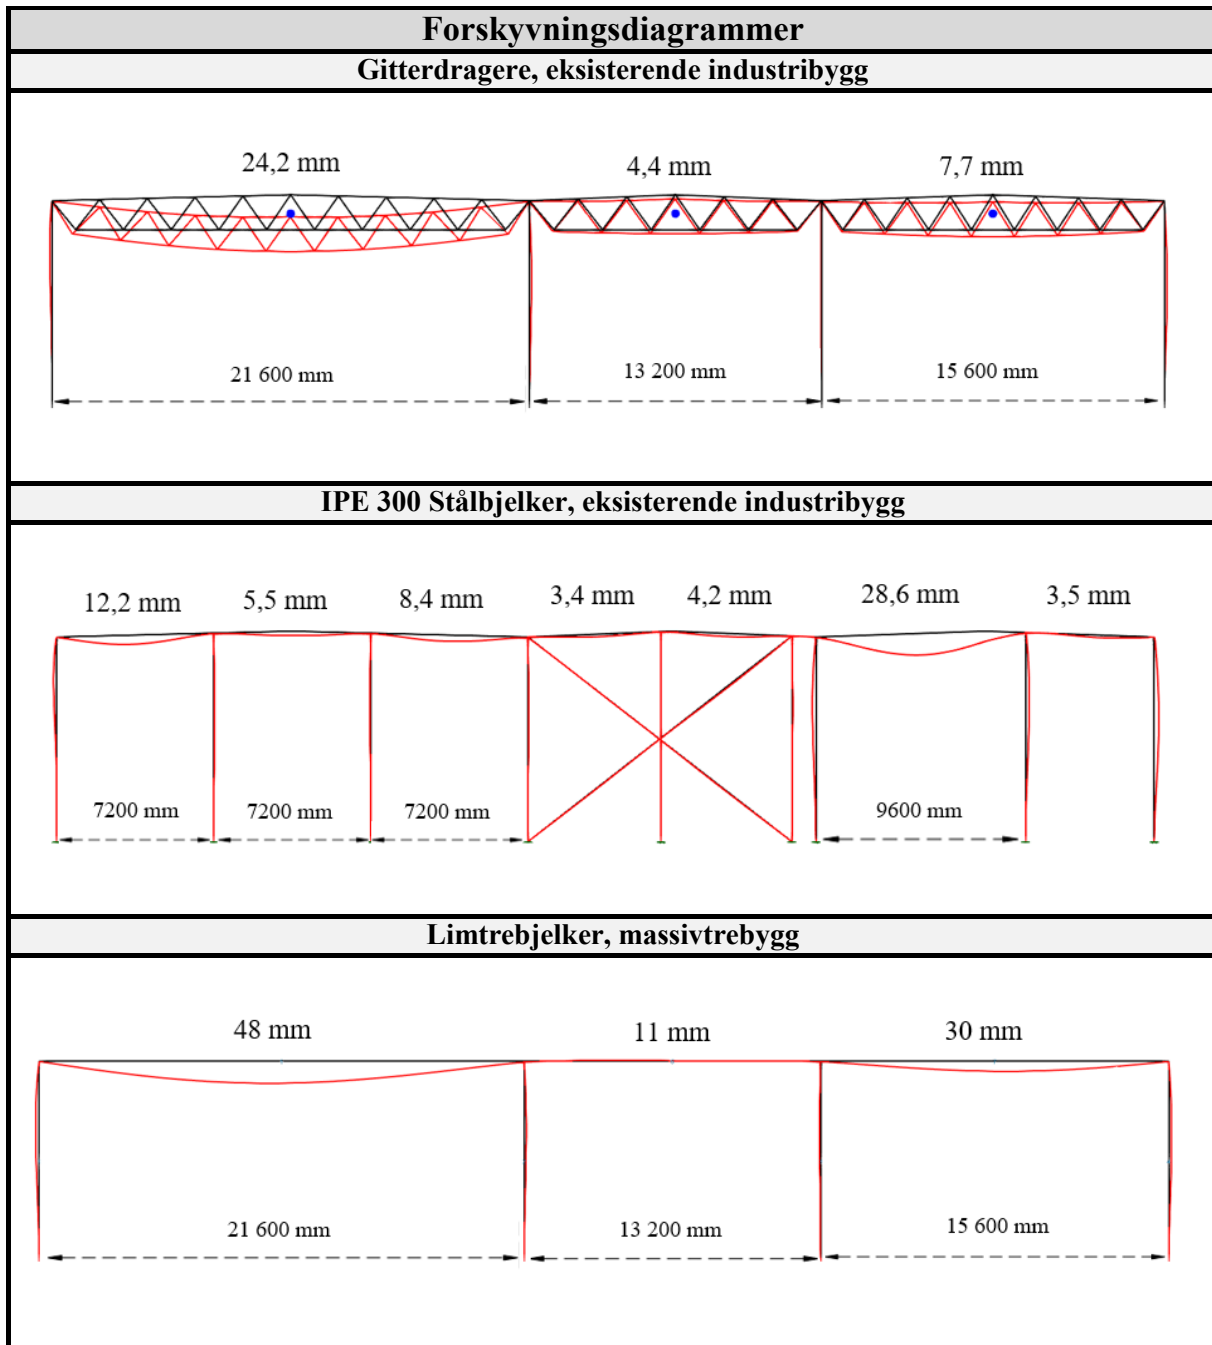 Forskyvningsdiagrammer
Gitterdragere, eksisterende industribygg
24,2 mm 4,4 mm 7,7 mm
21 600 mm 13 200 mm 15 600 mm
IPE 300 Stålbjelker, eksisterende industribygg
12,2 mm 5,5 mm 8,4 mm 3,4 mm 4,2 mm 28,6 mm 3,5 mm
7200 mm 7200 mm 7200 mm 9600 mm
Limtrebjelker, massivtrebygg
48 mm 11 mm 30 mm
21 600 mm 13 200 mm 15 600 mm